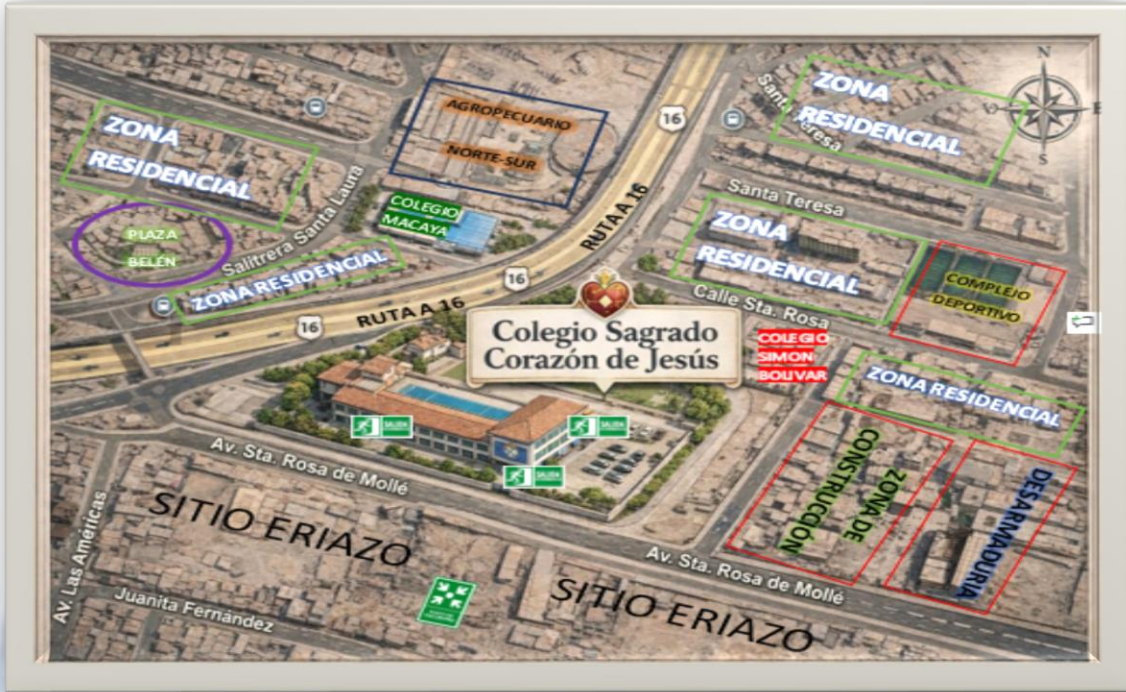 N
E
S
ZONA
RESIDENCIAL
AGROPECUARIO
NORTE-SUR
16
Santa Teresa
ZONA
RESIDENCIAL
COLEGIO
MACAYA
Salitrera Santa Laura
PLAZA
BELÉN
ZONA RESIDENCIAL
RUTA A 16
16
RUTA A 16
16
Santa Teresa
ZONA
RESIDENCIAL
COMPLEJO
DEPORTIVO
Calle Sta. Rosa
Colegio Sagrado
Corazón de Jesús
COLEGIO
SIMON
BOLIVAR
ZONA RESIDENCIAL
SALIDA
SALIDA
SALIDA
ZONA DE
CONSTRUCCIÓN
DESARMADURIA
Av. Sta. Rosa de Mollé
Av. Sta. Rosa de Mollé
SITIO ERIAZO
SITIO ERIAZO
Av. Las Américas
Juanita Fernández